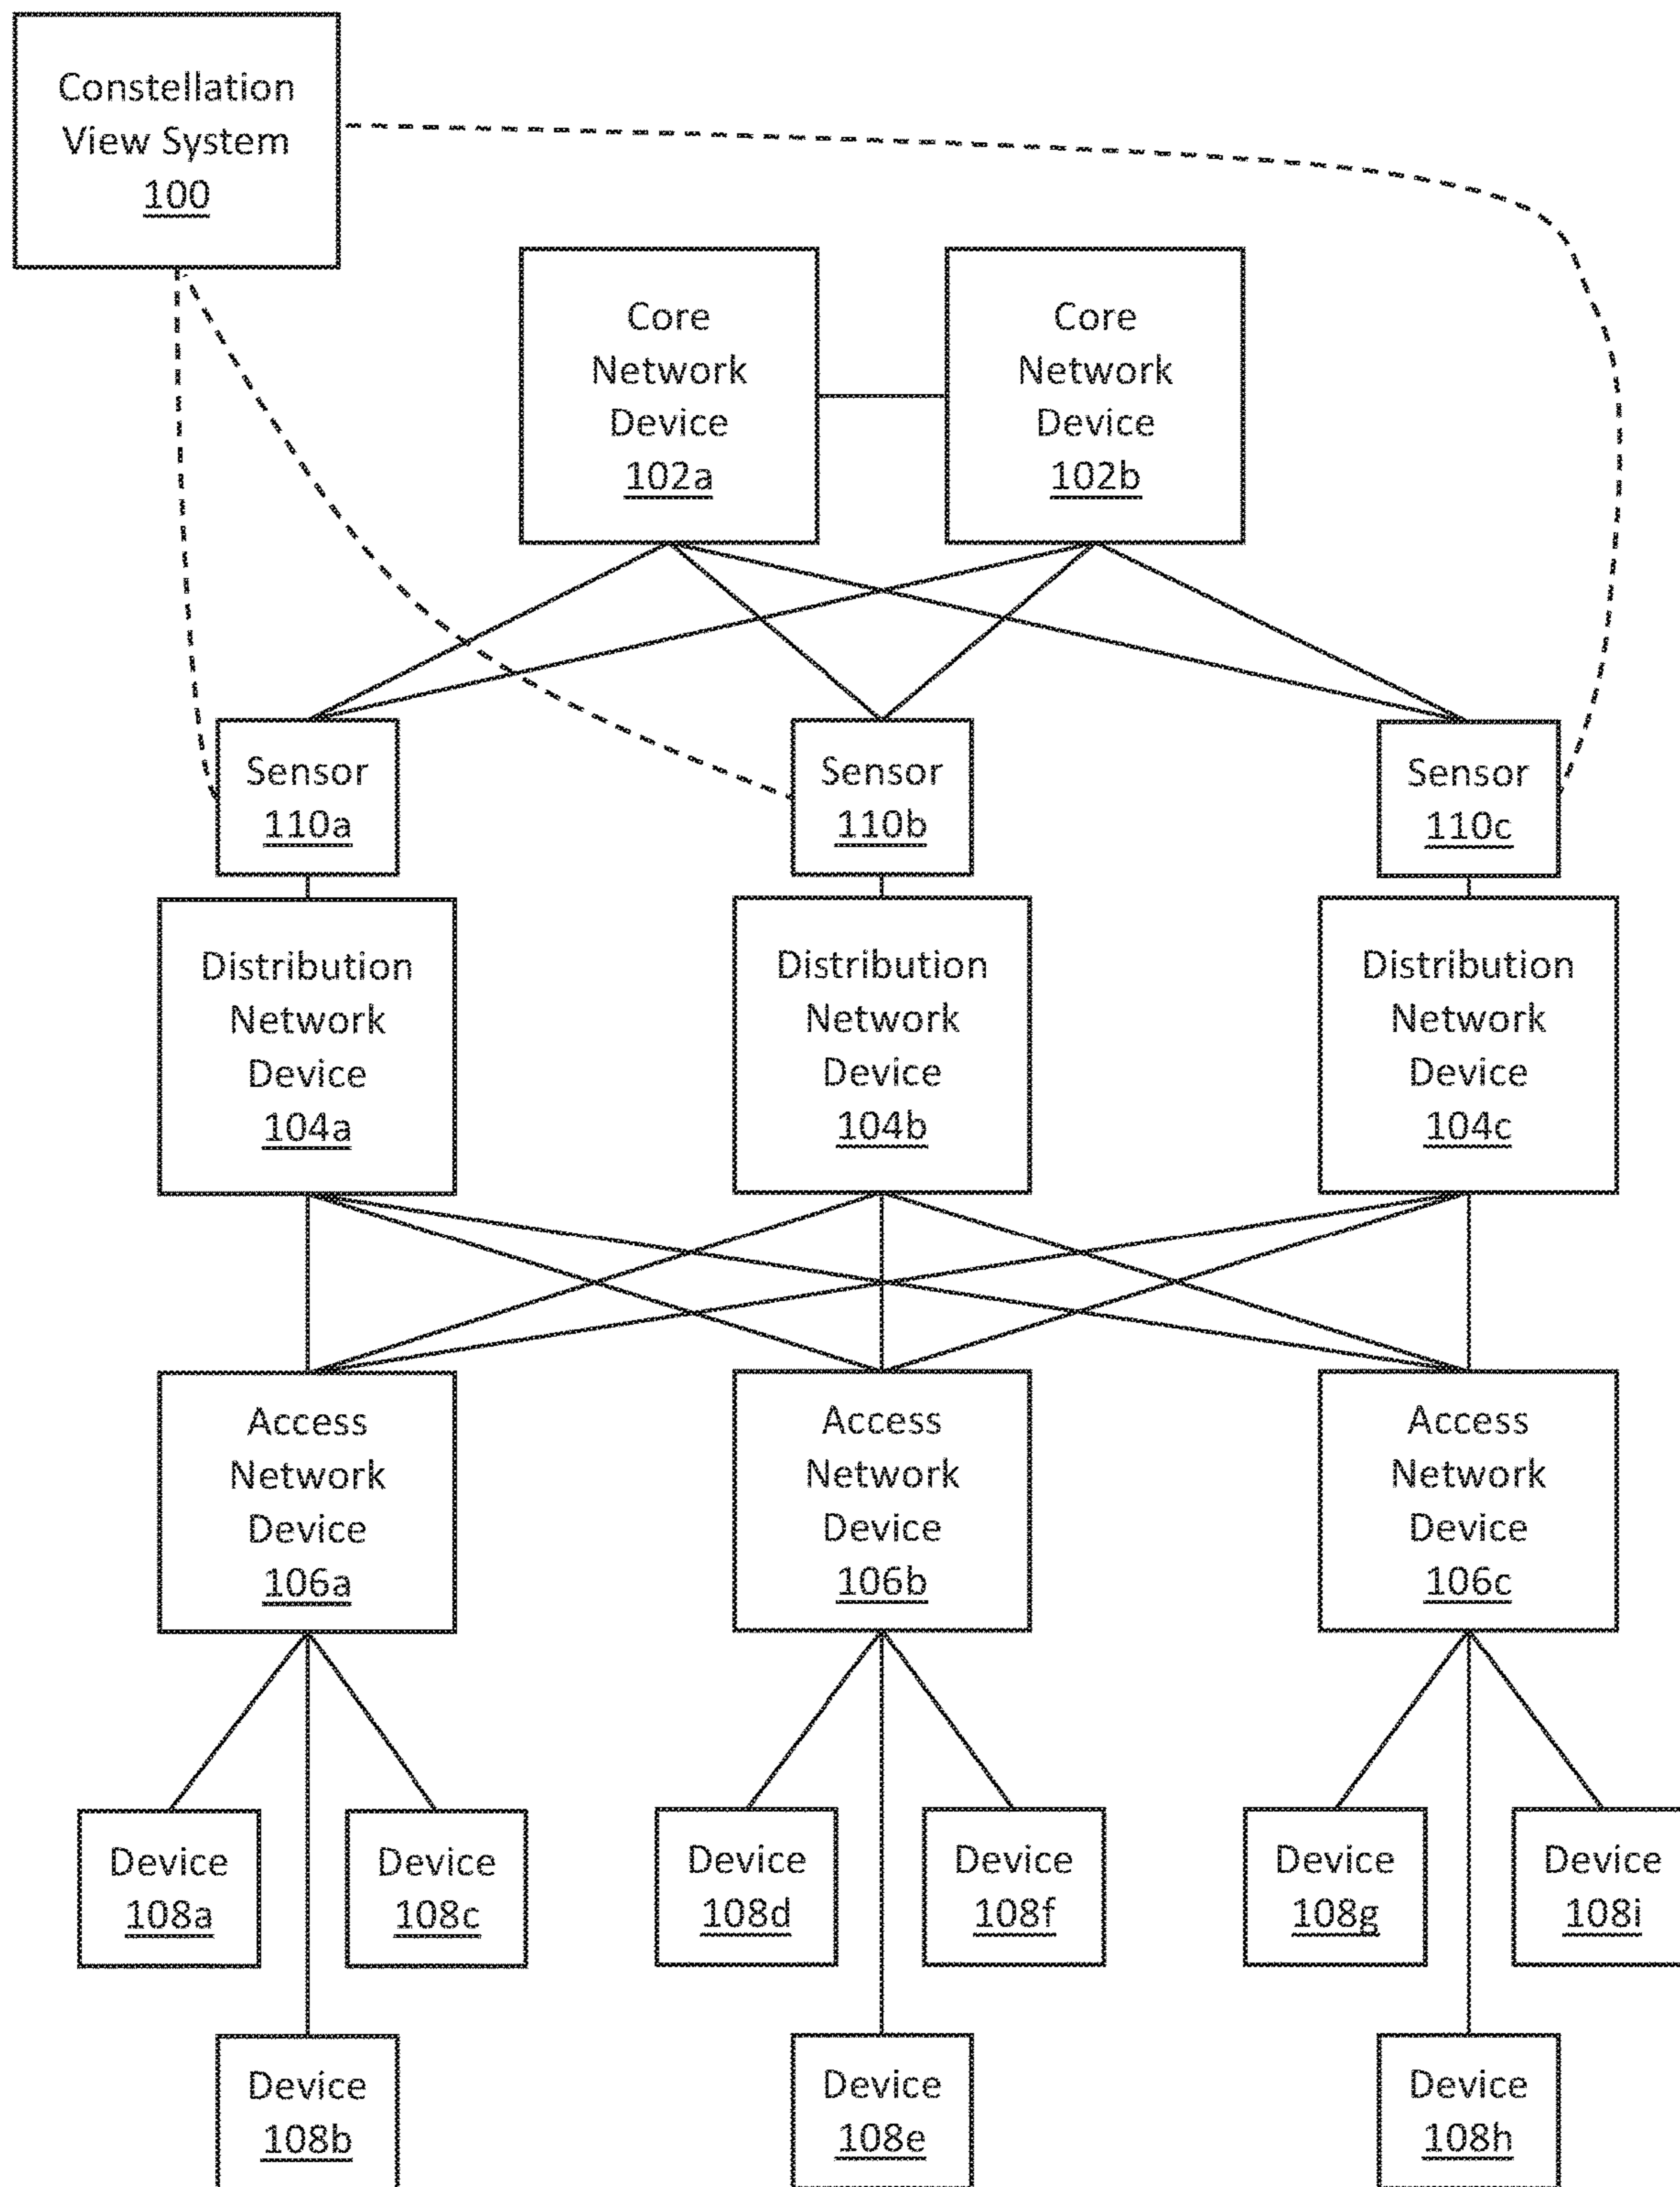 Constellation
View System
100
Core
Network
Device
102a
Core
Network
Device
102b
Sensor
110a
Sensor
110b
Sensor
110c
Distribution
Network
Device
104a
Distribution
Network
Device
104b
Distribution
Network
Device
104c
Access
Network
Device
106a
Access
Network
Device
106b
Access
Network
Device
106c
Device
108a
Device
108c
Device
108d
Device
108f
Device
108g
Device
108i
Device
108b
Device
108e
Device
108h